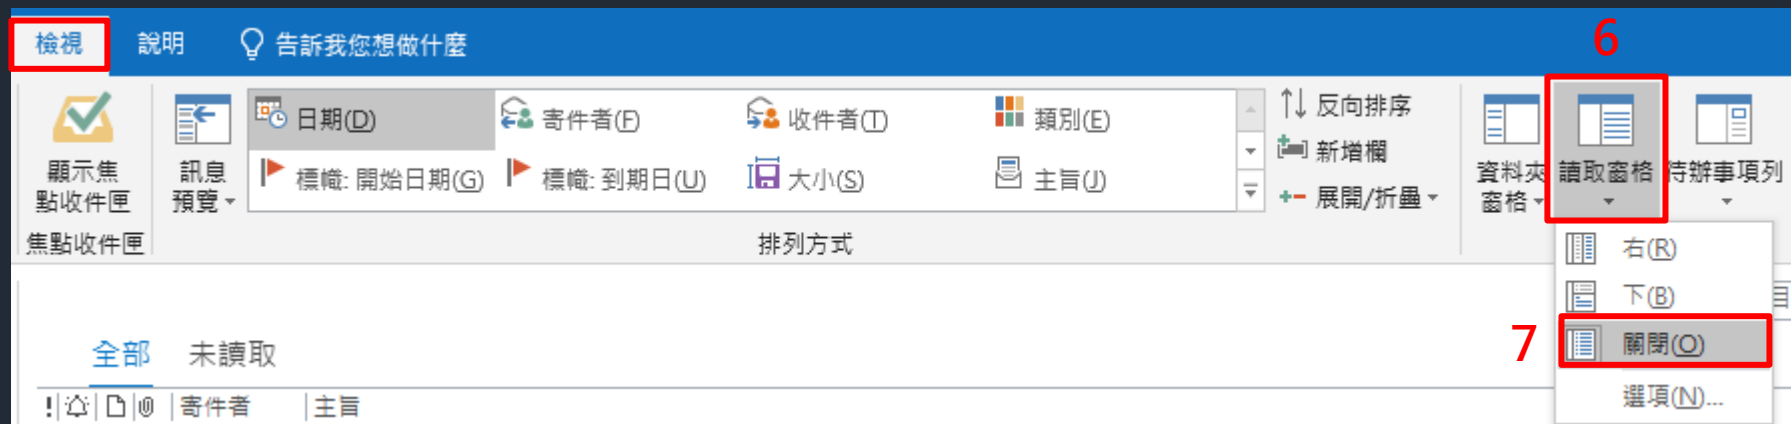 檢視 說明 告訴我您想做什麼
6
日期(D) 寄件者(F) 收件者(T) 類別(E) 反向排序
新增欄
標幟: 開始日期(G) 標幟: 到期日(U) 大小(S) 主旨(J) 展開/折疊
顯示焦
點收件匣
訊息
預覽
資料夾
窗格
讀取窗格
待辦事項列
焦點收件匣 排列方式
右(R)
下(B)
7 關閉(O)
選項(N)...
全部 未讀取
寄件者 主旨